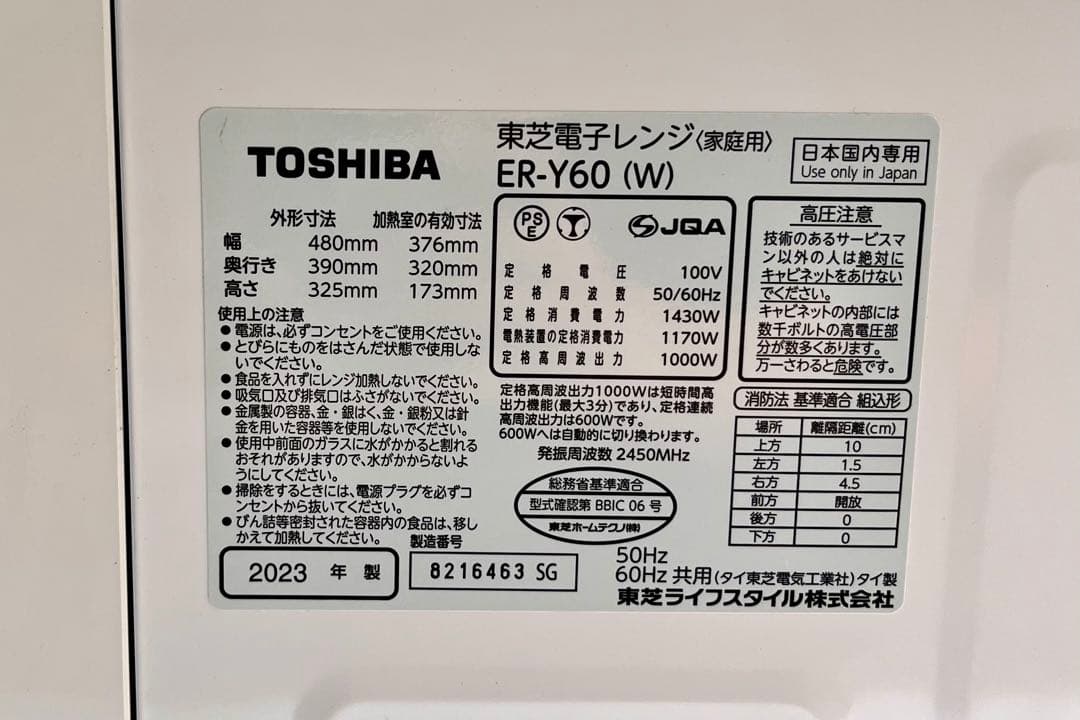 TOSHIBA
東芝電子レンジ〈家庭用〉
ER-Y60 (W)
日本国内専用
Use only in Japan
外形寸法 加熱室の有効寸法
幅 480mm 376mm
奥行き 390mm 320mm
高さ 325mm 173mm
使用上の注意
●電源は、必ずコンセントをご使用ください。
●とびらにものをはさんだ状態で使用しな
いでください。
●食品を入れずにレンジ加熱しないでください。
●吸気口及び排気口はふさがないでください。
●金属製の容器、金・銀はく、金・銀粉又は針
金を用いた容器等を使用しないでください。
●使用中前面のガラスに水がかかると割れる
おそれがありますので、水がかからないよ
うにしてください。
●掃除をするときには、電源プラグを必ずコ
ンセントから抜いてください。
●びん詰等密封された容器内の食品は、移し
かえて加熱してください。
2023 年 製
製造番号
8216463 SG
PS
E
JQA
定格電圧 100V
定格周波数 50/60Hz
定格消費電力 1430W
電熱装置の定格消費電力 1170W
定格高周波出力 1000W
定格高周波出力1000Wは短時間高
出力機能(最大3分)であり、定格連続
高周波出力は600Wです。
600Wへは自動的に切り換わります。
発振周波数 2450MHz
総務省基準適合
型式確認第 BBIC 06 号
東芝ホームテクノ(株)
高圧注意
技術のあるサービスマ
ン以外の人は絶対に
キャビネットをあけない
でください。
キャビネットの内部には
数千ボルトの高電圧部
分が数多くあります。
万一さわると危険です。
消防法 基準適合 組込形
場所 離隔距離(cm)
上方 10
左方 1.5
右方 4.5
前方 開放
後方 0
下方 0
50Hz
60Hz 共用(タイ東芝電気工業社)タイ製
東芝ライフスタイル株式会社